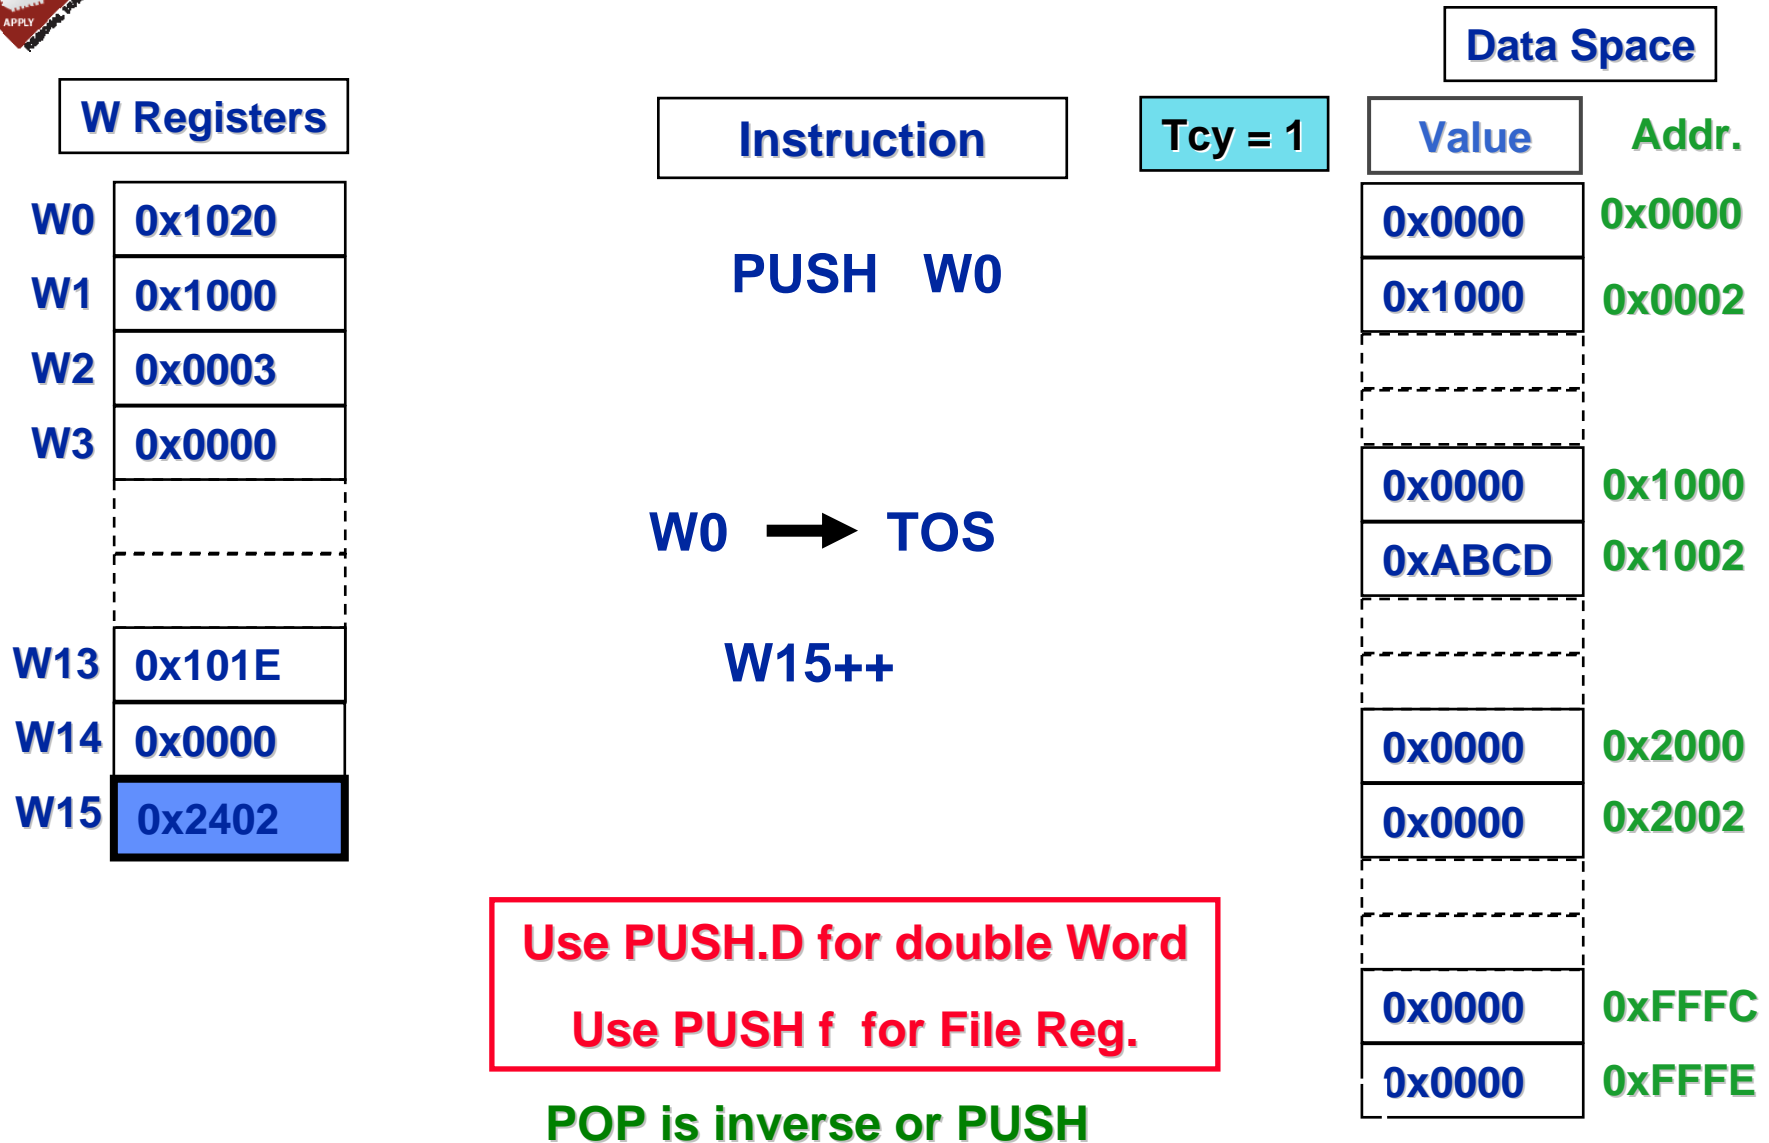 APPLY
Data Space
W Registers
Instruction
Tcy = 1
Value
Addr.
W0 0x1020
W1 0x1000
W2 0x0003
W3 0x0000
W13 0x101E
W14 0x0000
W15 0x2402
PUSH W0
W0 TOS
W15++
0x0000 0x0000
0x1000 0x0002
0x0000 0x1000
0xABCD 0x1002
0x0000 0x2000
0x0000 0x2002
0x0000 0xFFFC
0x0000 0xFFFE
Use PUSH.D for double Word
Use PUSH f for File Reg.
POP is inverse or PUSH